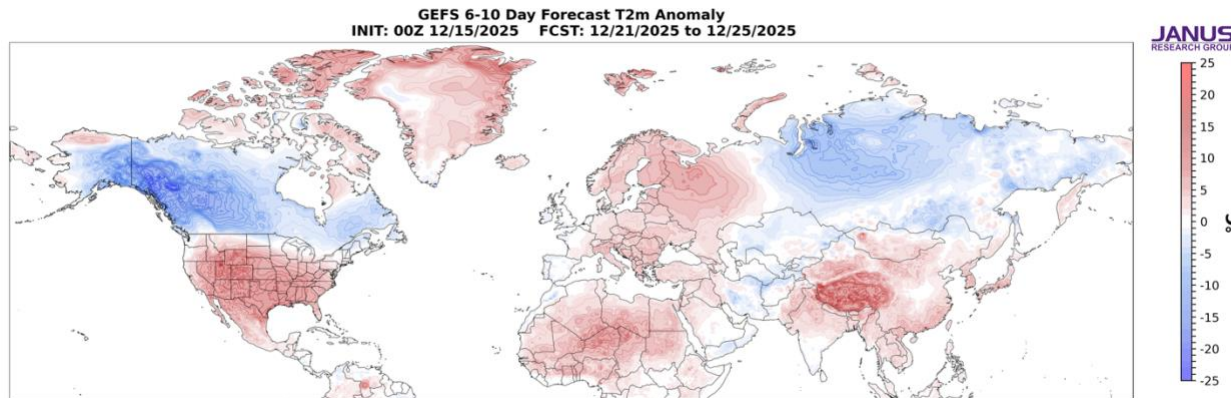 GEFS 6-10 Day Forecast T2m Anomaly
INIT: 00Z 12/15/2025 FCST: 12/21/2025 to 12/25/2025
JANUS
RESEARCH GROUP
25
20
15
10
5
0
-5
-10
-15
-20
-25
°C